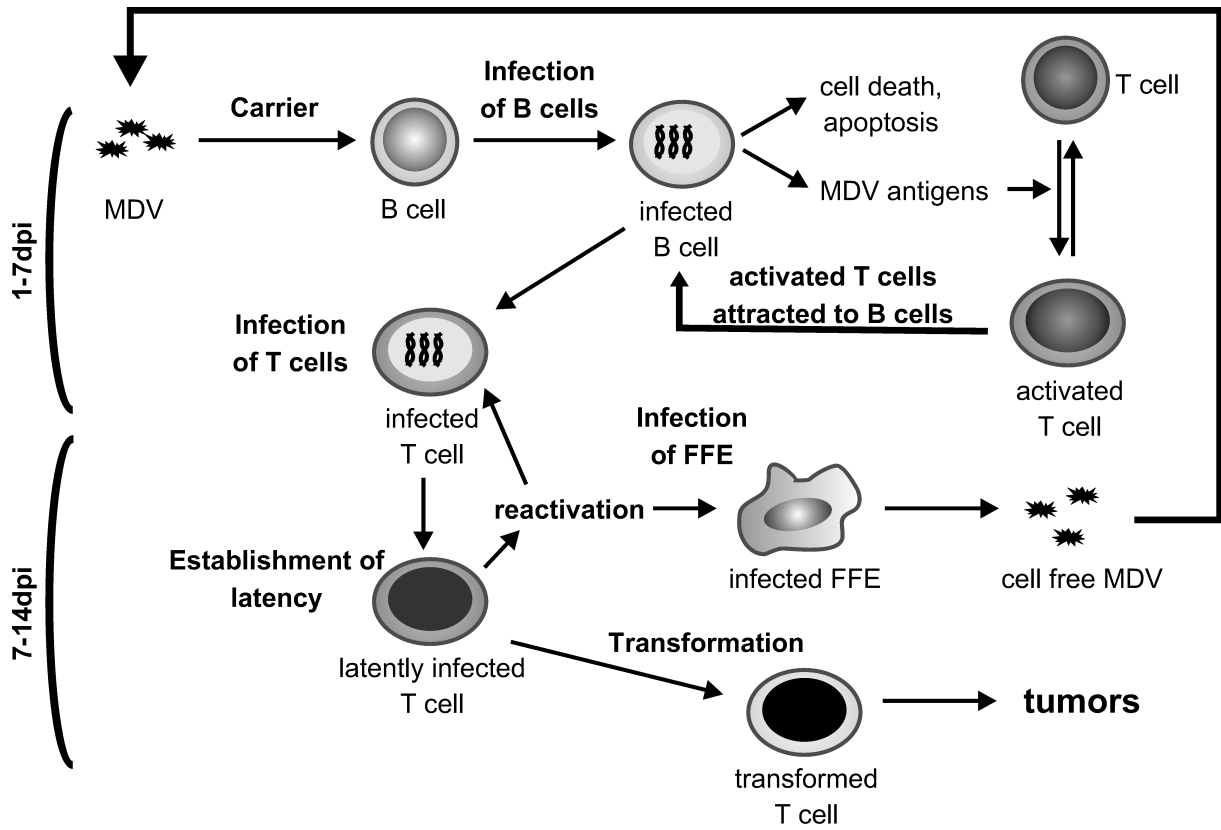 Carrier
Infection
of B cells
cell death,
apoptosis
T cell
MDV
B cell
infected
B cell
MDV antigens
1-7dpi
activated T cells
attracted to B cells
Infection
of T cells
infected
T cell
activated
T cell
Infection
of FFE
reactivation
Establishment of
latency
infected FFE
cell free MDV
7-14dpi
latently infected
T cell
Transformation
tumors
transformed
T cell